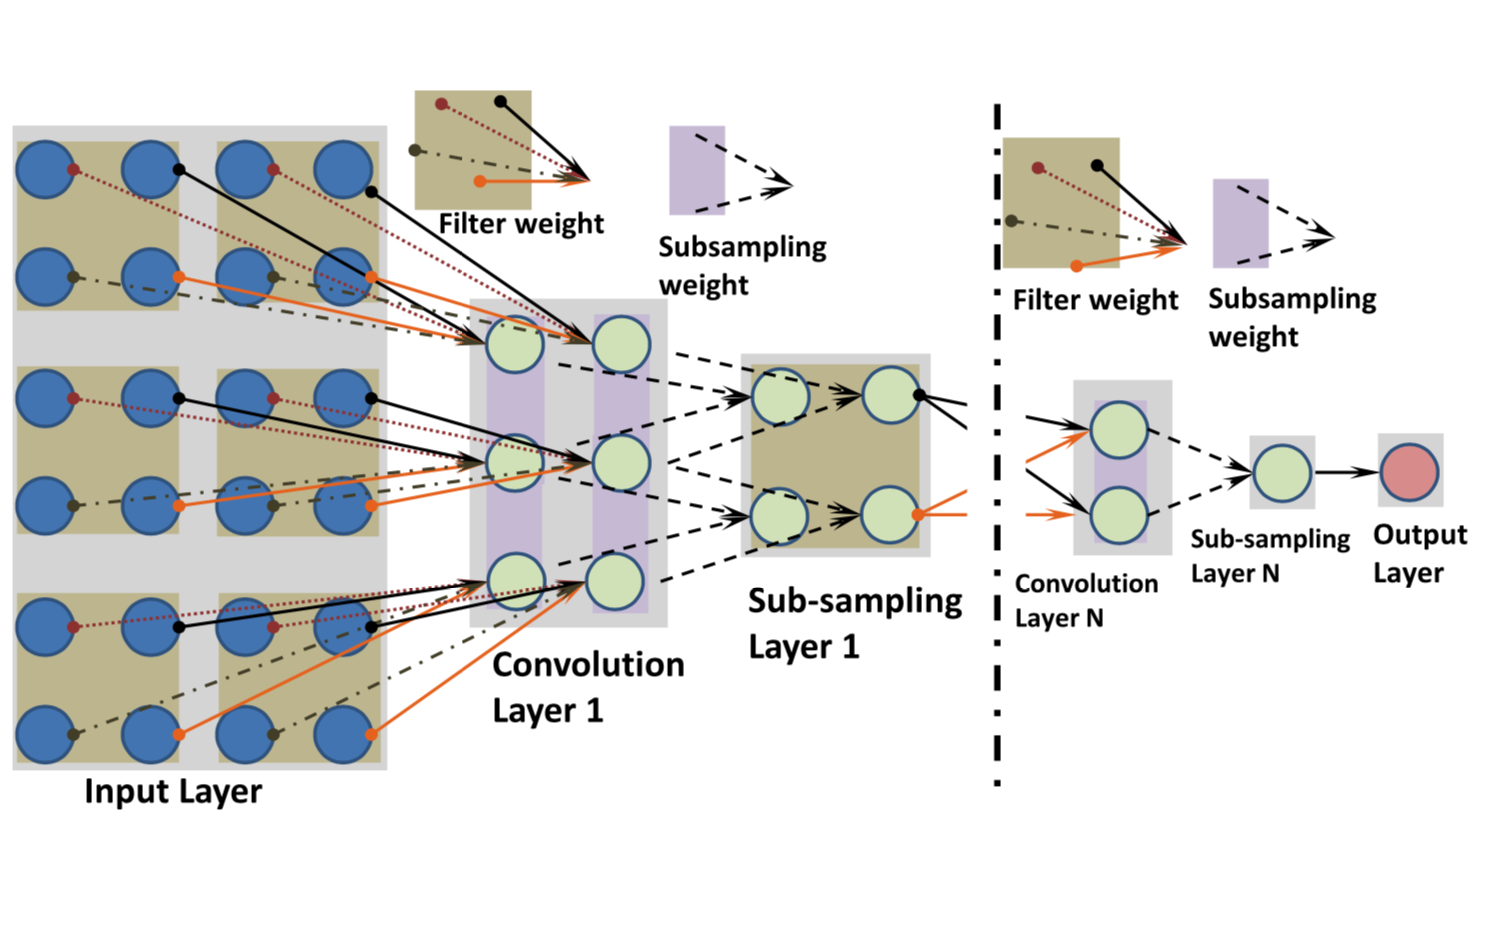 Filter weight
Subsampling
weight
Input Layer
Convolution
Layer 1
Sub-sampling
Layer 1
Filter weight
Subsampling
weight
Convolution
Layer N
Sub-sampling
Layer N
Output
Layer